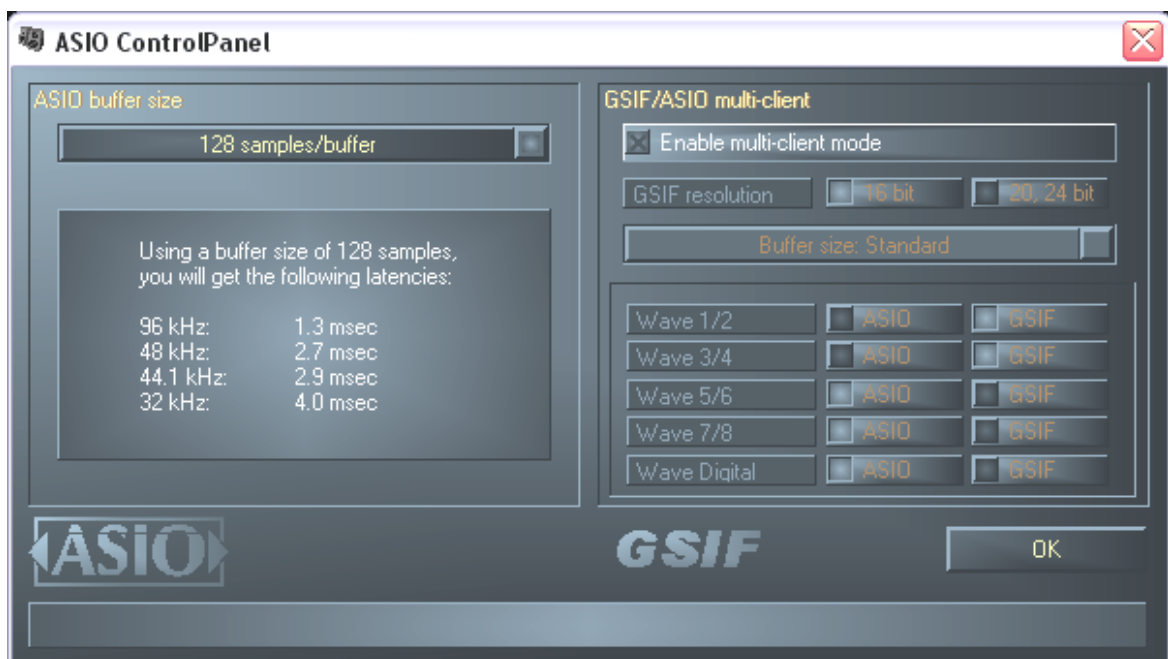 ASIO ControlPanel
ASIO buffer size
128 samples/buffer
Using a buffer size of 128 samples,
you will get the following latencies:
96 kHz: 1.3 msec
48 kHz: 2.7 msec
44.1 kHz: 2.9 msec
32 kHz: 4.0 msec
ASIO
GSIF/ASIO multi-client
Enable multi-client mode
GSIF resolution 16 bit 20, 24 bit
Buffer size: Standard
Wave 1/2 ASIO GSIF
Wave 3/4 ASIO GSIF
Wave 5/6 ASIO GSIF
Wave 7/8 ASIO GSIF
Wave Digital ASIO GSIF
GSIF
OK